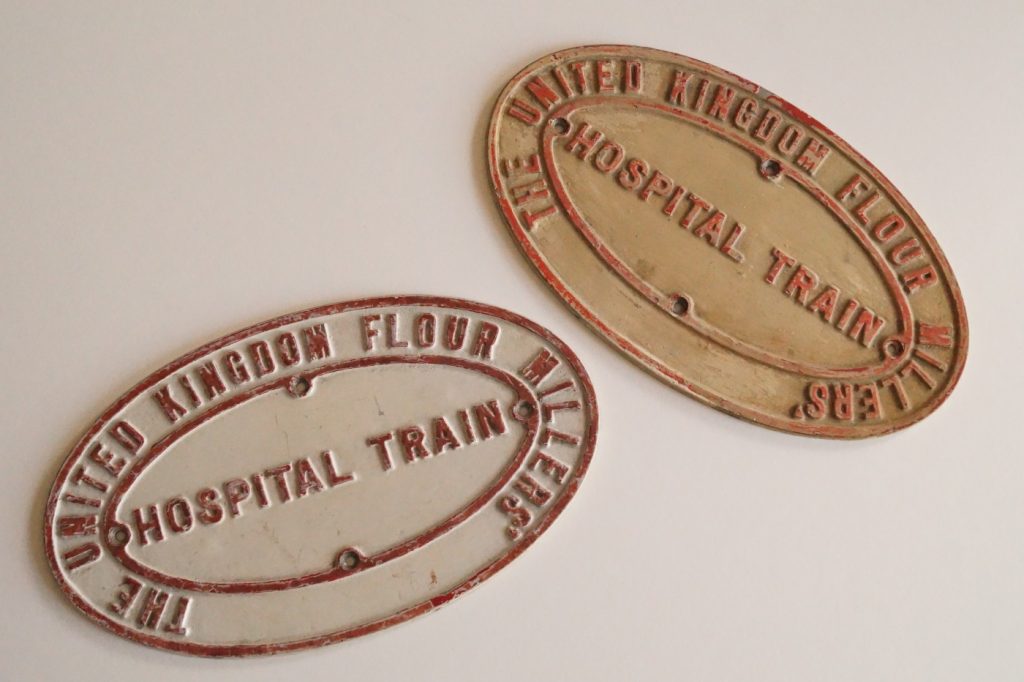 THE UNITED KINGDOM FLOUR MILLERS'
HOSPITAL TRAIN
THE UNITED KINGDOM FLOUR MILLERS'
HOSPITAL TRAIN